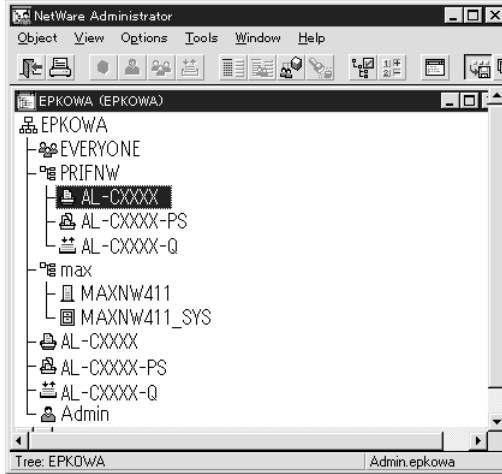 NetWare Administrator
Object View Options Tools Window Help
EPKOWA (EPKOWA)
EPKOWA
EVERYONE
PRIFNW
AL-CXXXX
AL-CXXXX-PS
AL-CXXXX-Q
max
MAXNW411
MAXNW411_SYS
AL-CXXXX
AL-CXXXX-PS
AL-CXXXX-Q
Admin
Tree: EPKOWA Admin.epkowa